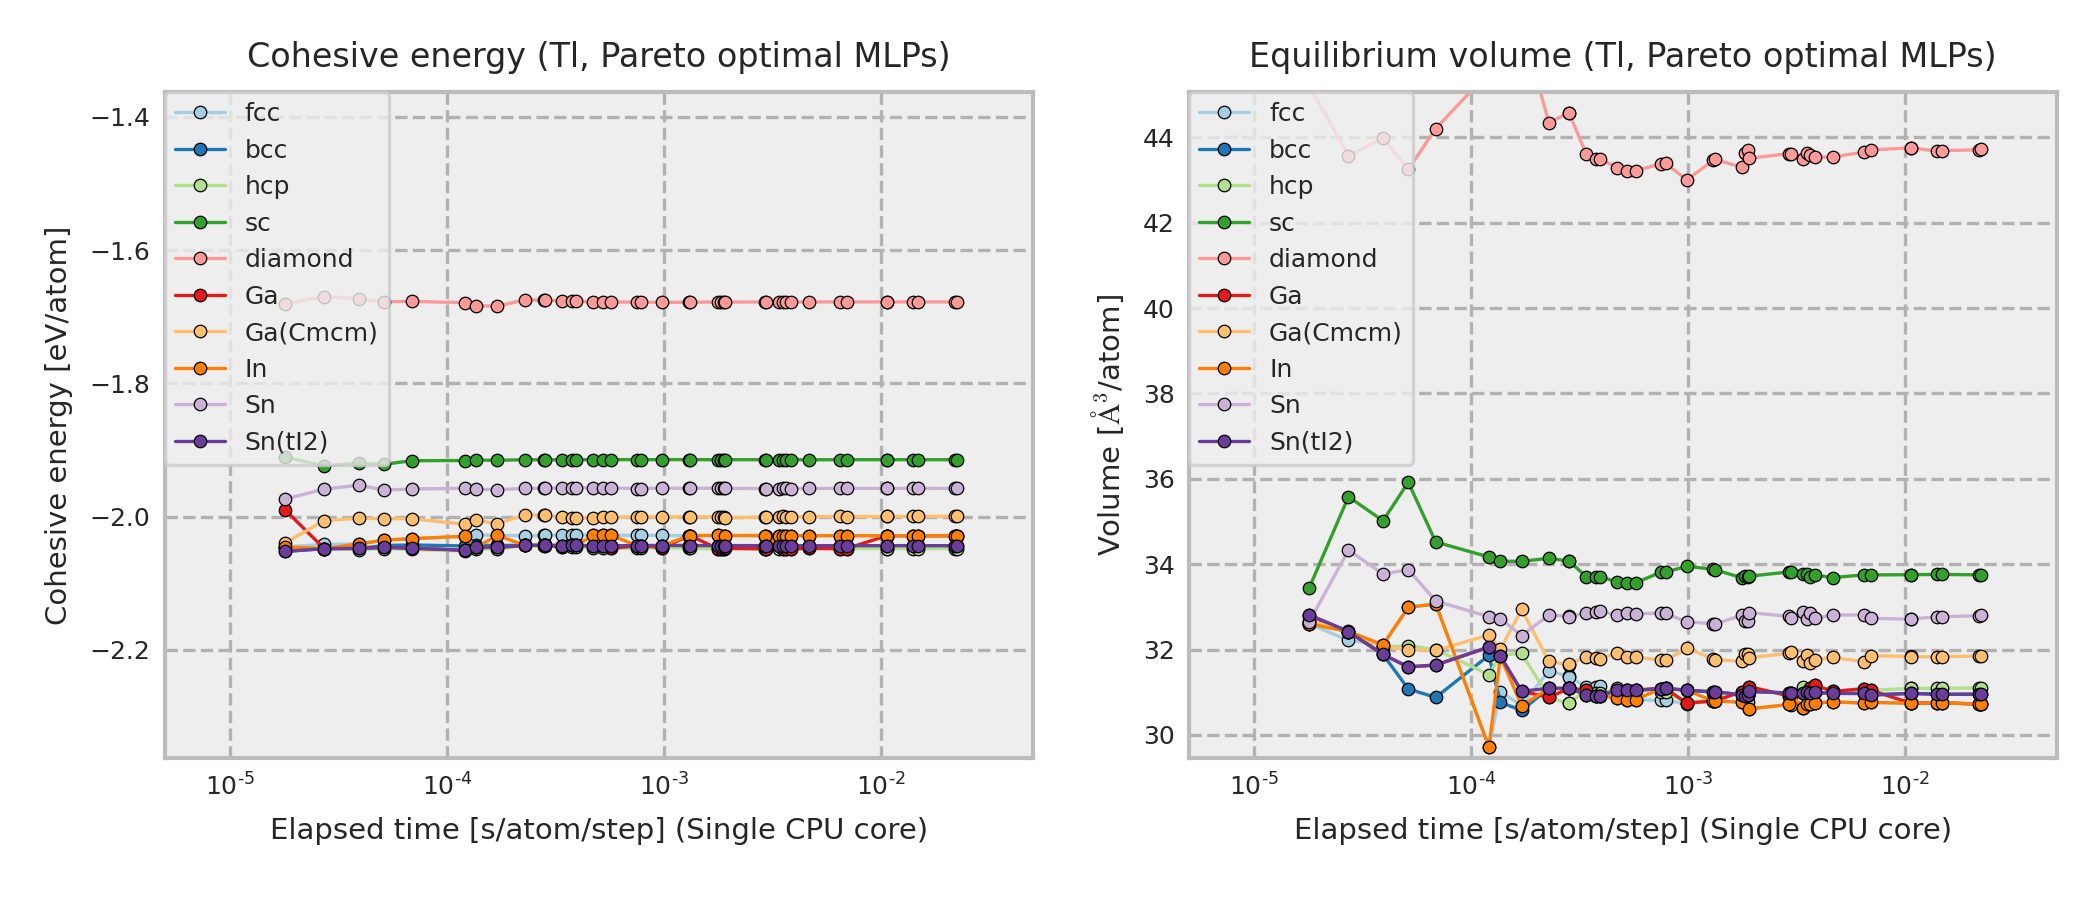 Cohesive energy (Tl, Pareto optimal MLPs)
Cohesive energy [eV/atom]
−1.4
−1.6
−1.8
−2.0
−2.2
fcc
bcc
hcp
sc
diamond
Ga
Ga(Cmcm)
In
Sn
Sn(tI2)
10⁻⁵
10⁻⁴
10⁻³
10⁻²
Elapsed time [s/atom/step] (Single CPU core)
Equilibrium volume (Tl, Pareto optimal MLPs)
Volume [Å³/atom]
44
42
40
38
36
34
32
30
fcc
bcc
hcp
sc
diamond
Ga
Ga(Cmcm)
In
Sn
Sn(tI2)
10⁻⁵
10⁻⁴
10⁻³
10⁻²
Elapsed time [s/atom/step] (Single CPU core)